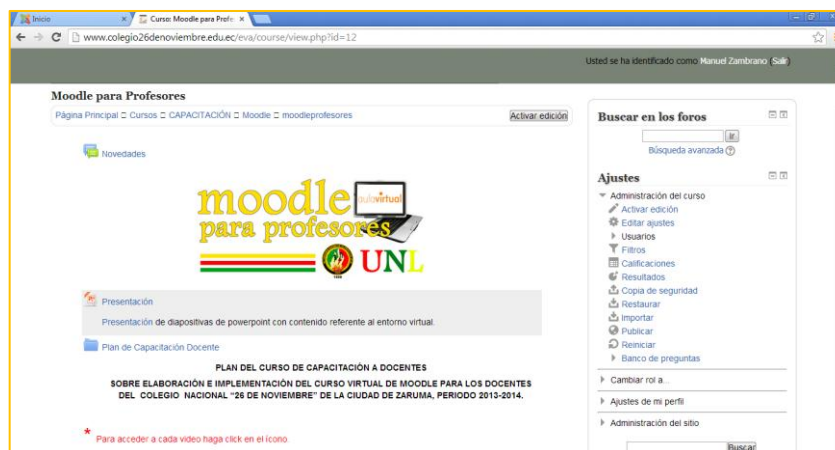 Inicio
Curso: Moodle para Profe
www.colegio26denoviembre.edu.ec/eva/course/view.php?id=12
Usted se ha identificado como Manuel Zambrano (Salir)
Moodle para Profesores
Página Principal Cursos CAPACITACIÓN Moodle moodleprofesores
Activar edición
Novedades
moodle
aulavirtual
para profesores
UNL
Presentación
Presentación de diapositivas de powerpoint con contenido referente al entorno virtual.
Plan de Capacitación Docente
PLAN DEL CURSO DE CAPACITACIÓN A DOCENTES
SOBRE ELABORACIÓN E IMPLEMENTACIÓN DEL CURSO VIRTUAL DE MOODLE PARA LOS DOCENTES
DEL COLEGIO NACIONAL “26 DE NOVIEMBRE” DE LA CIUDAD DE ZARUMA, PERIODO 2013-2014.
* Para acceder a cada video haga click en el ícono.
Buscar en los foros
Ir
Búsqueda avanzada
Ajustes
Administración del curso
Activar edición
Editar ajustes
Usuarios
Filtros
Calificaciones
Resultados
Copia de seguridad
Restaurar
Importar
Publicar
Reiniciar
Banco de preguntas
Cambiar rol a...
Ajustes de mi perfil
Administración del sitio
Buscar